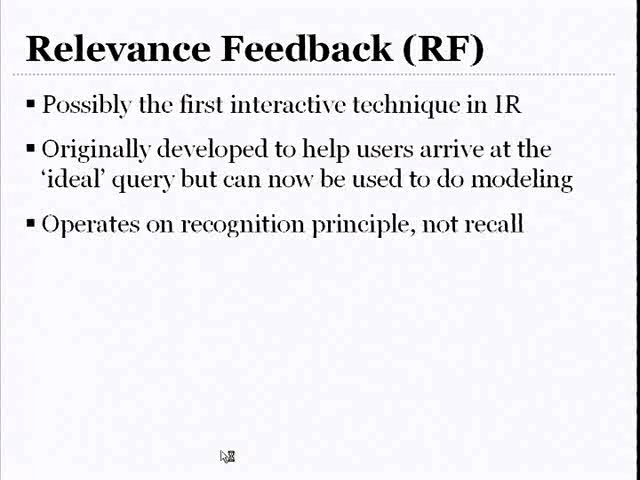 Relevance Feedback (RF)
▪ Possibly the first interactive technique in IR
▪ Originally developed to help users arrive at the
‘ideal’ query but can now be used to do modeling
▪ Operates on recognition principle, not recall